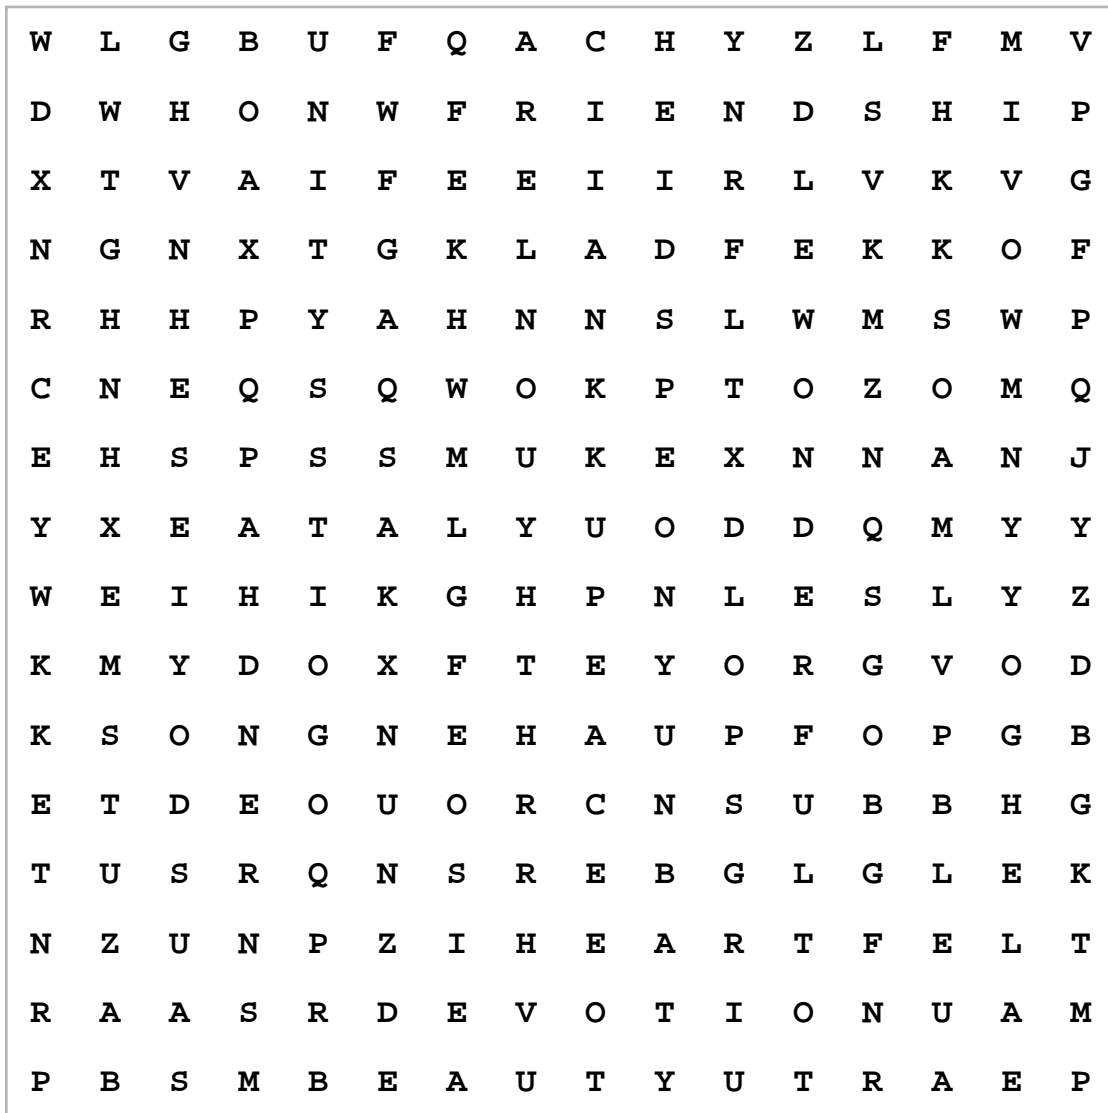 W L G B U F Q A C H Y Z L F M V
D W H O N W F R I E N D S H I P
X T V A I F E E I I R L V K V G
N G N X T G K L A D F E K K O F
R H H P Y A H N N S L W M S W P
C N E Q S Q W O K P T O Z O M Q
E H S P S S M U K E X N N A N J
Y X E A T A L Y U O D D Q M Y Y
W E I H I K G H P N L E S L Y Z
K M Y D O X F T E Y O R G V O D
K S O N G N E H A U P F O P G B
E T D E O U O R C N S U B B H G
T U S R Q N S R E B G L G L E K
N Z U N P Z I H E A R T F E L T
R A A S R D E V O T I O N U A M
P B S M B E A U T Y U T R A E P